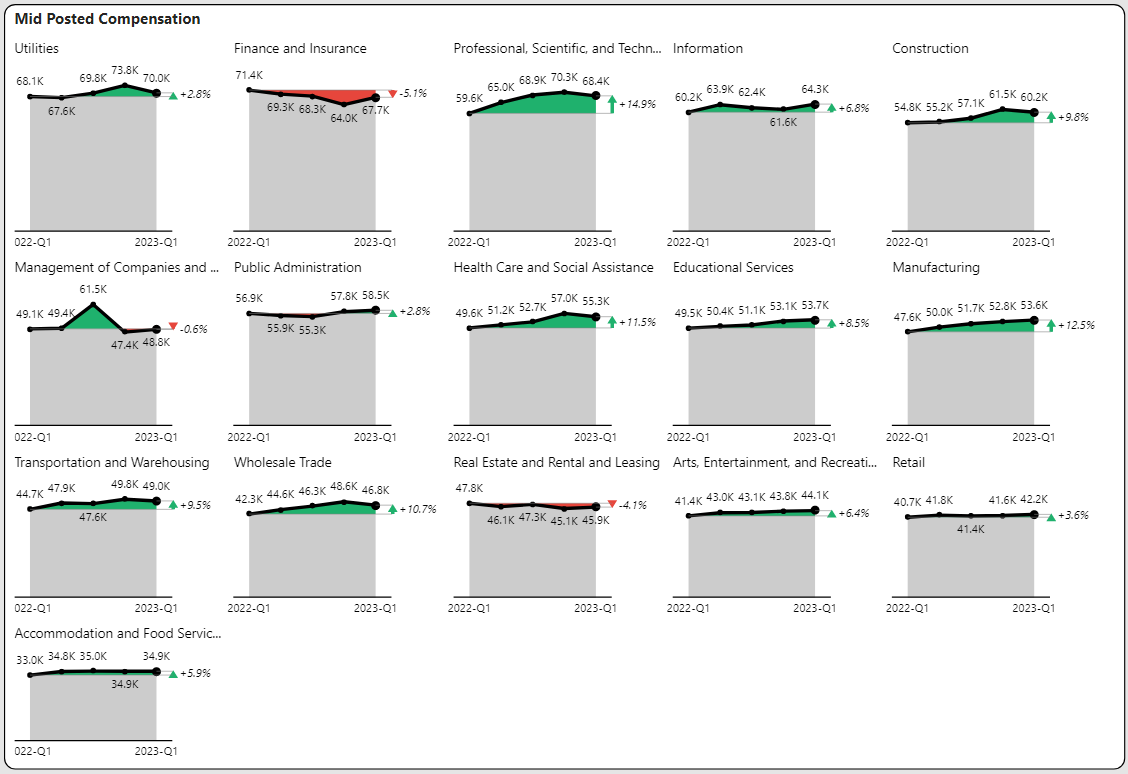 Mid Posted Compensation
Utilities
68.1K 67.6K 69.8K 73.8K 70.0K +2.8%
022-Q1 2023-Q1
Finance and Insurance
71.4K 69.3K 68.3K 64.0K 67.7K -5.1%
2022-Q1 2023-Q1
Professional, Scientific, and Techn...
59.6K 65.0K 68.9K 70.3K 68.4K +14.9%
2022-Q1 2023-Q1
Information
60.2K 63.9K 62.4K 61.6K 64.3K +6.8%
2022-Q1 2023-Q1
Construction
54.8K 55.2K 57.1K 61.5K 60.2K +9.8%
2022-Q1 2023-Q1
Management of Companies and ...
49.1K 49.4K 61.5K 47.4K 48.8K -0.6%
022-Q1 2023-Q1
Public Administration
56.9K 55.9K 55.3K 57.8K 58.5K +2.8%
2022-Q1 2023-Q1
Health Care and Social Assistance
49.6K 51.2K 52.7K 57.0K 55.3K +11.5%
2022-Q1 2023-Q1
Educational Services
49.5K 50.4K 51.1K 53.1K 53.7K +8.5%
2022-Q1 2023-Q1
Manufacturing
47.6K 50.0K 51.7K 52.8K 53.6K +12.5%
2022-Q1 2023-Q1
Transportation and Warehousing
44.7K 47.9K 47.6K 49.8K 49.0K +9.5%
022-Q1 2023-Q1
Wholesale Trade
42.3K 44.6K 46.3K 48.6K 46.8K +10.7%
2022-Q1 2023-Q1
Real Estate and Rental and Leasing
47.8K 46.1K 47.3K 45.1K 45.9K -4.1%
2022-Q1 2023-Q1
Arts, Entertainment, and Recreati...
41.4K 43.0K 43.1K 43.8K 44.1K +6.4%
2022-Q1 2023-Q1
Retail
40.7K 41.8K 41.4K 41.6K 42.2K +3.6%
2022-Q1 2023-Q1
Accommodation and Food Servic...
33.0K 34.8K 35.0K 34.9K 34.9K +5.9%
022-Q1 2023-Q1